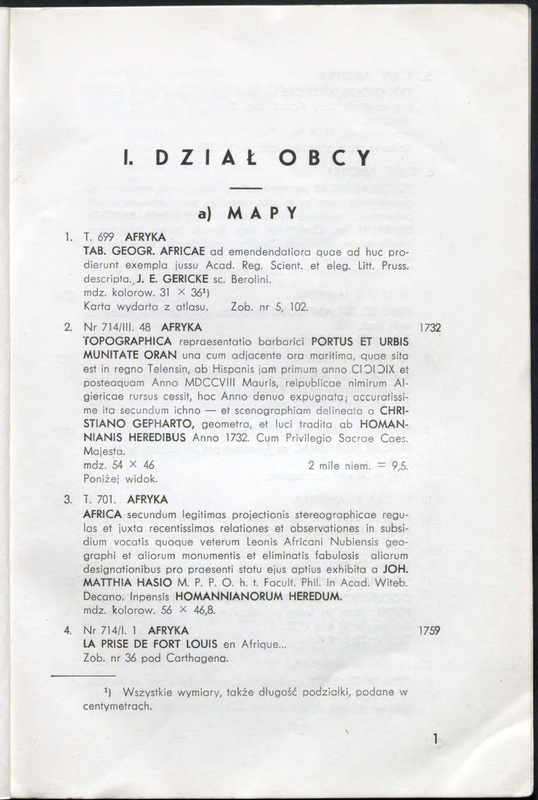 I. DZIAŁ OBCY
a) MAPY
1. T. 699 AFRYKA
TAB. GEOGR. AFRICAE ad emendendatiora quae ad huc pro-
dierunt exempla jussu Acad. Reg. Scient. et eleg. Litt. Pruss.
descripta. J. E. GERICKE sc. Berolini.
mdz. kolorow. 31 × 36¹)
Karta wydarta z atlasu. Zob. nr 5, 102.
2. Nr 714/III. 48 AFRYKA 1732
TOPOGRAPHICA repraesentatio barbarici PORTUS ET URBIS
MUNITATE ORAN una cum adjacente ora maritima, quae sita
est in regno Telensin, ab Hispanis jam primum anno CIƆIƆIX et
posteaquam Anno MDCCVIII Mauris, reipublicae nimirum Al-
giericae rursus cessit, hoc Anno denuo expugnata; accuratissi-
me ita secundum ichno — et scenographiam delineata a CHRI-
STIANO GEPHARTO, geometra, et luci tradita ab HOMAN-
NIANIS HEREDIBUS Anno 1732. Cum Privilegio Sacrae Caes.
Majesta.
mdz. 54 × 46 2 mile niem. = 9,5.
Poniżej widok.
3. T. 701. AFRYKA
AFRICA secundum legitimas projectionis stereographicae regu-
las et juxta recentissimas relationes et observationes in subsi-
dium vocatis quoque veterum Leonis Africani Nubiensis geo-
graphi et aliorum monumentis et eliminatis fabulosis aliarum
designationibus pro praesenti statu ejus aptius exhibita a JOH.
MATTHIA HASIO M. P. P. O. h. t. Facult. Phil. in Acad. Witeb.
Decano. Inpensis HOMANNIANORUM HEREDUM.
mdz. kolorow. 56 × 46,8.
4. Nr 714/I. 1 AFRYKA 1759
LA PRISE DE FORT LOUIS en Afrique...
Zob. nr 36 pod Carthagena.
¹) Wszystkie wymiary, także długość podziałki, podane w
centymetrach.
1